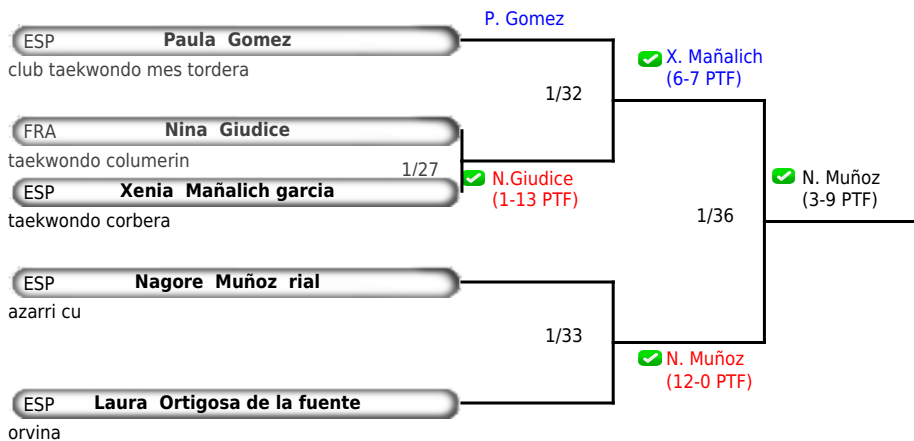 P. Gomez
ESP Paula Gomez
club taekwondo mes tordera
X. Mañalich
(6-7 PTF)
1/32
FRA Nina Giudice
taekwondo columerin
1/27
N.Giudice
(1-13 PTF)
ESP Xenia Mañalich garcia
taekwondo corbera
N. Muñoz
(3-9 PTF)
1/36
ESP Nagore Muñoz rial
azarri cu
1/33
N. Muñoz
(12-0 PTF)
ESP Laura Ortigosa de la fuente
orvina